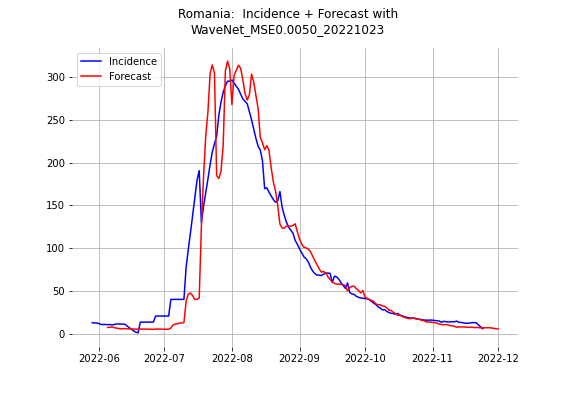 Romania:  Incidence + Forecast with
WaveNet_MSE0.0050_20221023
Incidence
Forecast
300
250
200
150
100
50
0
2022-06 2022-07 2022-08 2022-09 2022-10 2022-11 2022-12